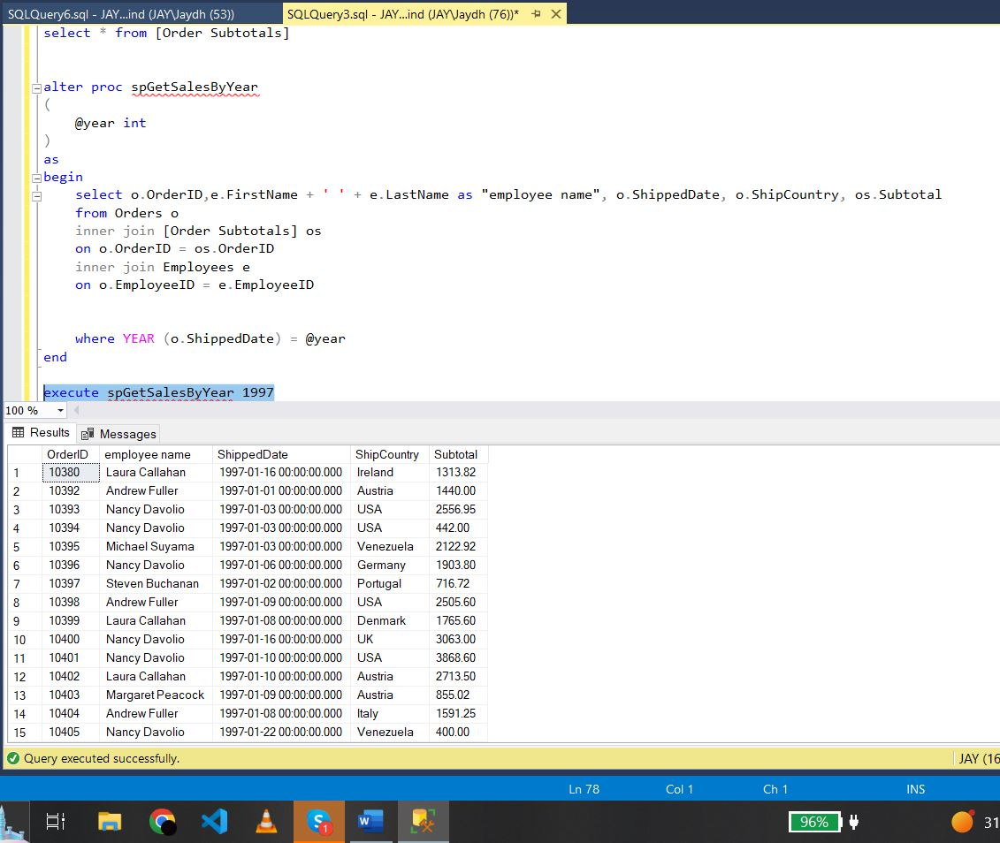 SQLQuery6.sql - JAY...ind (JAY\Jaydh (53)) SQLQuery3.sql - JAY...ind (JAY\Jaydh (76))*
select * from [Order Subtotals]
alter proc spGetSalesByYear
(
@year int
)
as
begin
select o.OrderID,e.FirstName + ' ' + e.LastName as "employee name", o.ShippedDate, o.ShipCountry, os.Subtotal
from Orders o
inner join [Order Subtotals] os
on o.OrderID = os.OrderID
inner join Employees e
on o.EmployeeID = e.EmployeeID
where YEAR (o.ShippedDate) = @year
end
execute spGetSalesByYear 1997
100 %
Results Messages
OrderID employee name ShippedDate ShipCountry Subtotal
1 10380 Laura Callahan 1997-01-16 00:00:00.000 Ireland 1313.82
2 10392 Andrew Fuller 1997-01-01 00:00:00.000 Austria 1440.00
3 10393 Nancy Davolio 1997-01-03 00:00:00.000 USA 2556.95
4 10394 Nancy Davolio 1997-01-03 00:00:00.000 USA 442.00
5 10395 Michael Suyama 1997-01-03 00:00:00.000 Venezuela 2122.92
6 10396 Nancy Davolio 1997-01-06 00:00:00.000 Germany 1903.80
7 10397 Steven Buchanan 1997-01-02 00:00:00.000 Portugal 716.72
8 10398 Andrew Fuller 1997-01-09 00:00:00.000 USA 2505.60
9 10399 Laura Callahan 1997-01-08 00:00:00.000 Denmark 1765.60
10 10400 Nancy Davolio 1997-01-16 00:00:00.000 UK 3063.00
11 10401 Nancy Davolio 1997-01-10 00:00:00.000 USA 3868.60
12 10402 Laura Callahan 1997-01-10 00:00:00.000 Austria 2713.50
13 10403 Margaret Peacock 1997-01-09 00:00:00.000 Austria 855.02
14 10404 Andrew Fuller 1997-01-08 00:00:00.000 Italy 1591.25
15 10405 Nancy Davolio 1997-01-22 00:00:00.000 Venezuela 400.00
Query executed successfully. JAY (16
Ln 78 Col 1 Ch 1 INS
S 1 W 96% 31